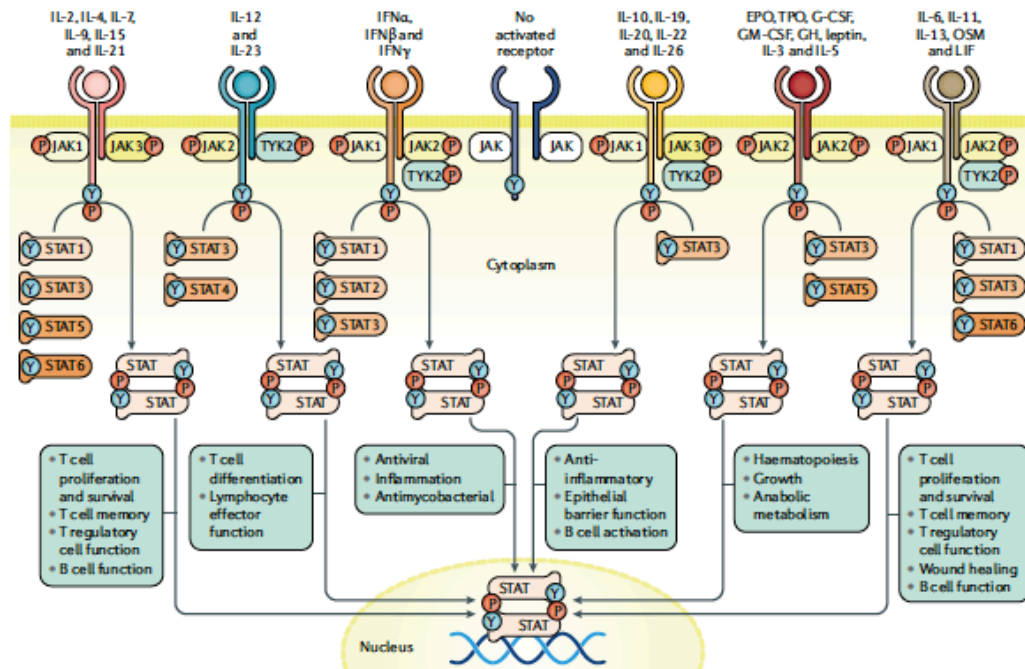 IL-2, IL-4, IL-7,
IL-9, IL-15
and IL-21
IL-12
and
IL-23
IFNα,
IFNβ and
IFNγ
No
activated
receptor
IL-10, IL-19,
IL-20, IL-22
and IL-26
EPO, TPO, G-CSF,
GM-CSF, GH, leptin,
IL-3 and IL-5
IL-6, IL-11,
IL-13, OSM
and LIF
P JAK1 JAK3 P
P JAK2 TYK2 P
P JAK1 JAK2 P
TYK2 P
JAK JAK
P JAK1 JAK3 P
TYK2 P
P JAK2 JAK2 P
P JAK1 JAK2 P
TYK2 P
Y
P
Y
P
Y
P
Y
Y
P
Y
P
Y
P
Y STAT1
Y STAT3
Y STAT5
Y STAT6
Y STAT3
Y STAT4
Y STAT1
Y STAT2
Y STAT3
Cytoplasm
Y STAT3
Y STAT3
Y STAT5
Y STAT1
Y STAT3
Y STAT6
STAT Y
P P
Y STAT
STAT Y
P P
Y STAT
STAT Y
P P
Y STAT
STAT Y
P P
Y STAT
STAT Y
P P
Y STAT
STAT Y
P P
Y STAT
• T cell
proliferation
and survival
• T cell memory
• T regulatory
cell function
• B cell function
• T cell
differentiation
• Lymphocyte
effector
function
• Antiviral
• Inflammation
• Antimycobacterial
• Anti-
inflammatory
• Epithelial
barrier function
• B cell activation
• Haematopoiesis
• Growth
• Anabolic
metabolism
• T cell
proliferation
and survival
• T cell memory
• T regulatory
cell function
• Wound healing
• B cell function
STAT Y
P P
Y STAT
Nucleus